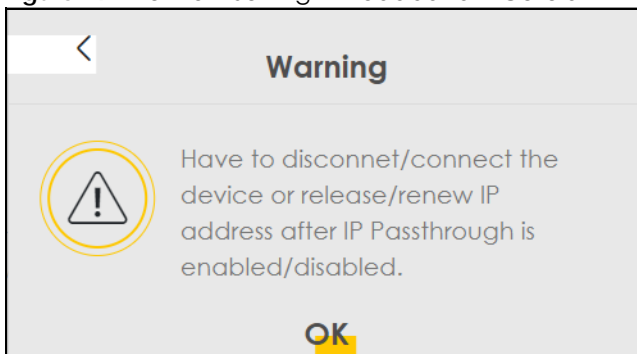 Warning
Have to disconnet/connect the
device or release/renew IP
address after IP Passthrough is
enabled/disabled.
OK